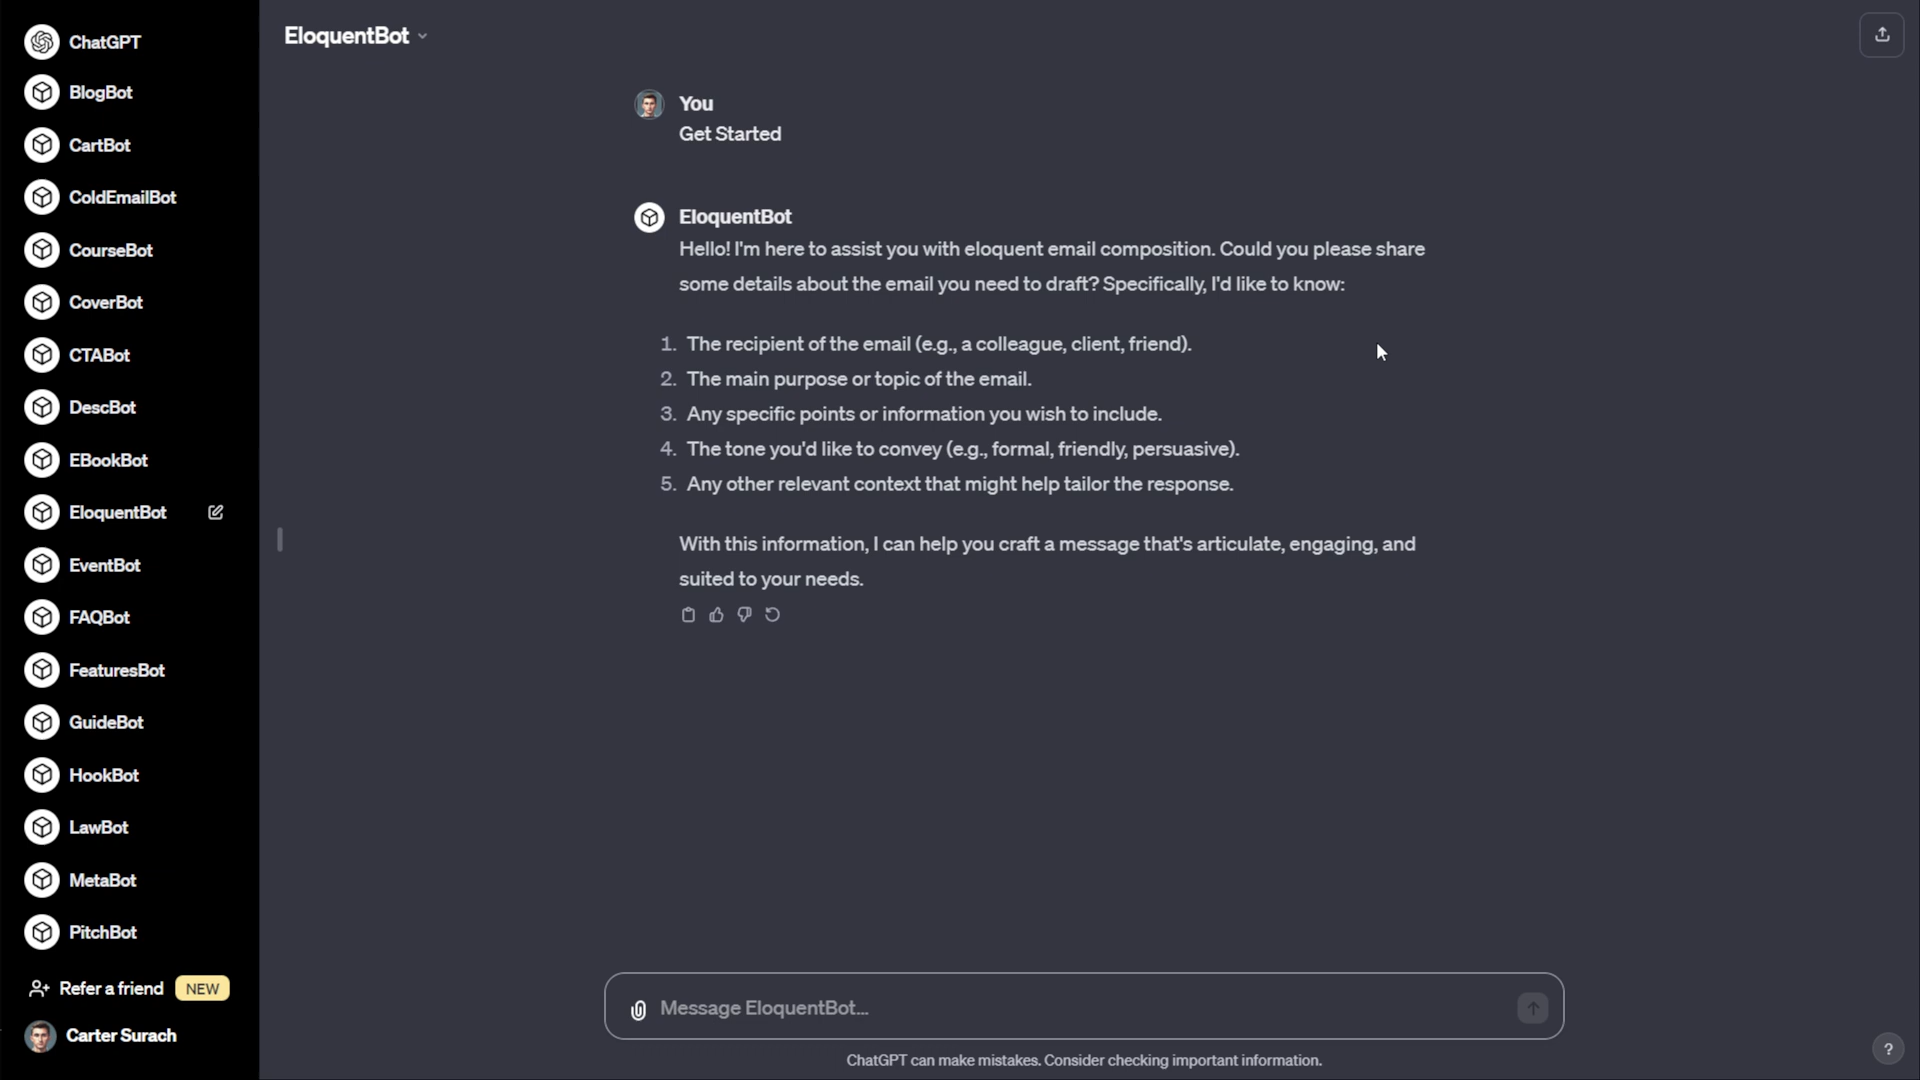 ChatGPT
BlogBot
CartBot
ColdEmailBot
CourseBot
CoverBot
CTABot
DescBot
EBookBot
EloquentBot
EventBot
FAQBot
FeaturesBot
GuideBot
HookBot
LawBot
MetaBot
PitchBot
Refer a friend NEW
Carter Surach
EloquentBot
You
Get Started
EloquentBot
Hello! I'm here to assist you with eloquent email composition. Could you please share
some details about the email you need to draft? Specifically, I'd like to know:
1. The recipient of the email (e.g., a colleague, client, friend).
2. The main purpose or topic of the email.
3. Any specific points or information you wish to include.
4. The tone you'd like to convey (e.g., formal, friendly, persuasive).
5. Any other relevant context that might help tailor the response.
With this information, I can help you craft a message that's articulate, engaging, and
suited to your needs.
Message EloquentBot...
ChatGPT can make mistakes. Consider checking important information.
?